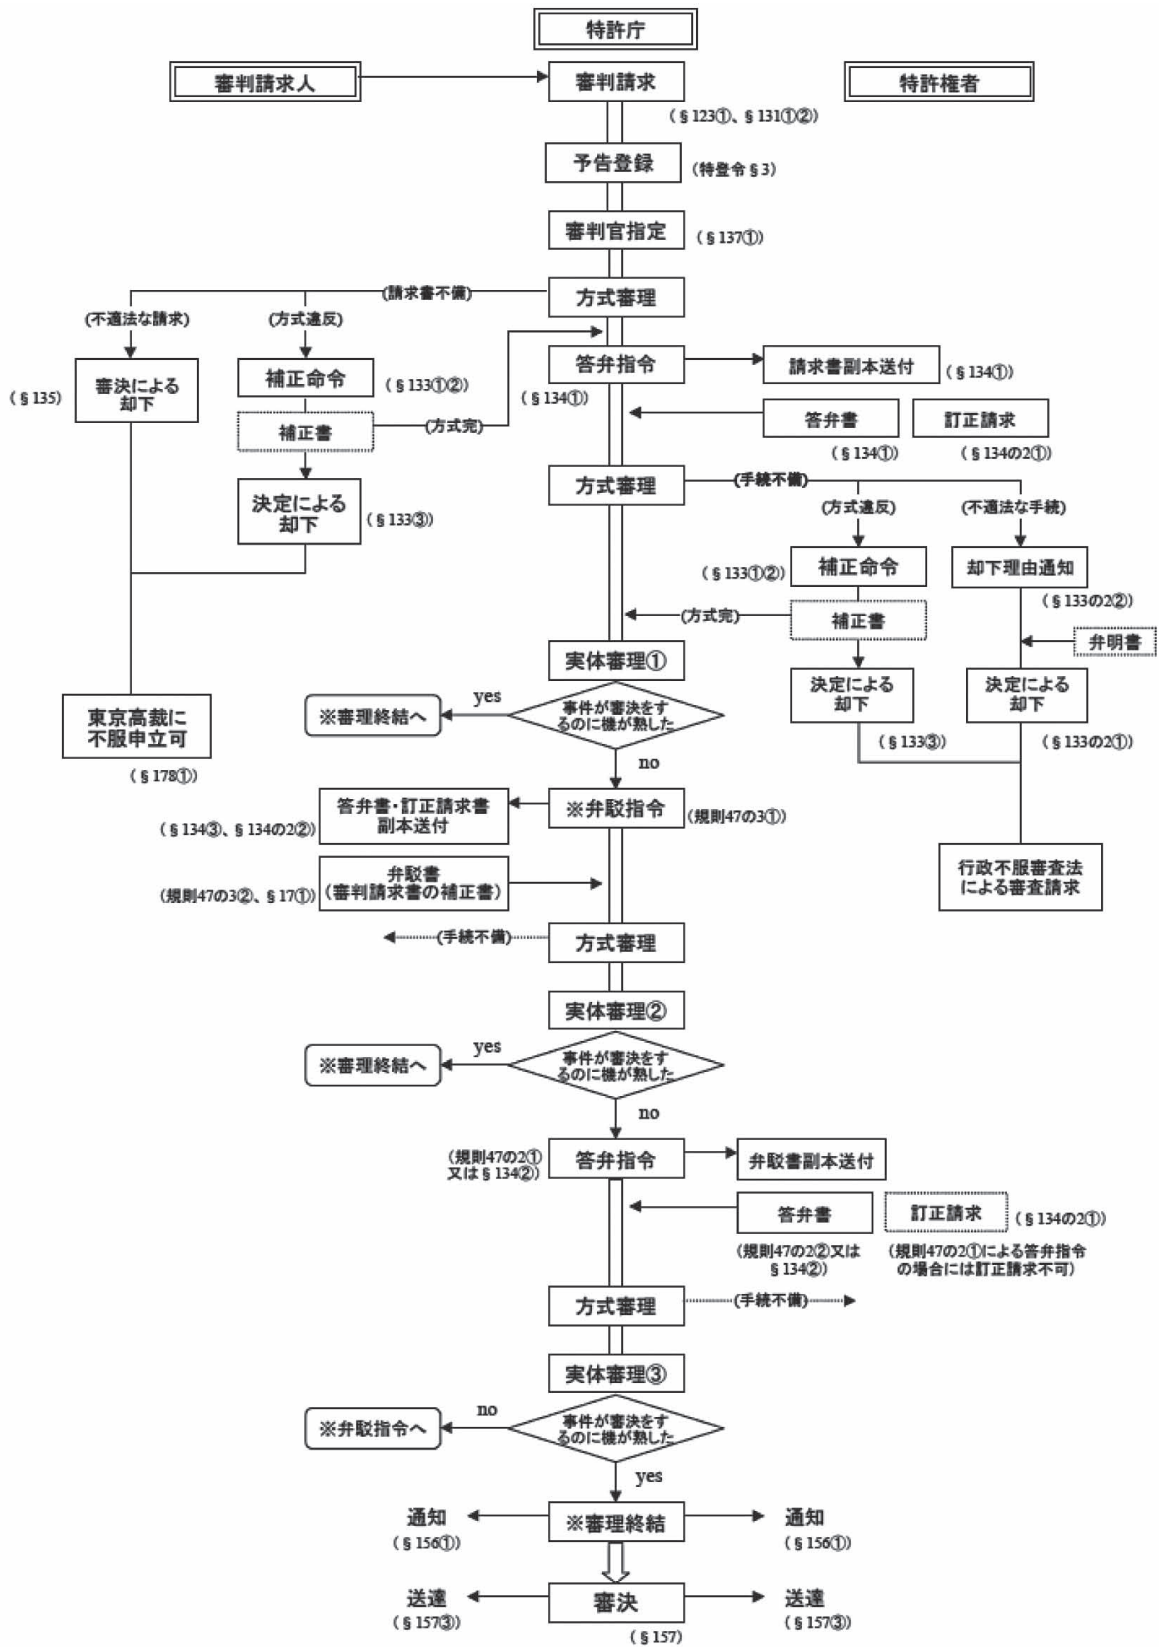 特許庁
審判請求人
審判請求
特許権者
(§123①、§131①②)
予告登録
(特登令§3)
審判官指定
(§137①)
方式審理
(請求書不備)
(不適法な請求)
(方式違反)
審決による
却下
(§135)
補正命令
(§133①②)
補正書
(方式完)
決定による
却下
(§133③)
答弁指令
(§134①)
請求書副本送付
(§134①)
答弁書
(§134①)
訂正請求
(§134の2①)
方式審理
(手続不備)
(方式違反)
(不適法な手続)
補正命令
(§133①②)
却下理由通知
(§133の2②)
補正書
(方式完)
弁明書
決定による
却下
(§133③)
決定による
却下
(§133の2①)
実体審理①
事件が審決をす
るのに機が熟した
yes
※審理終結へ
no
東京高裁に
不服申立可
(§178①)
※弁駁指令
(規則47の3①)
答弁書・訂正請求書
副本送付
(§134③、§134の2②)
弁駁書
(審判請求書の補正書)
(規則47の3②、§17①)
行政不服審査法
による審査請求
方式審理
(手続不備)
実体審理②
事件が審決をす
るのに機が熟した
yes
※審理終結へ
no
(規則47の2①
又は§134②)
答弁指令
弁駁書副本送付
答弁書
訂正請求
(§134の2①)
(規則47の2②又は
§134②)
(規則47の2①による答弁指令
の場合には訂正請求不可)
方式審理
(手続不備)
実体審理③
事件が審決をす
るのに機が熟した
no
※弁駁指令へ
yes
通知
(§156①)
※審理終結
通知
(§156①)
送達
(§157③)
審決
(§157)
送達
(§157③)